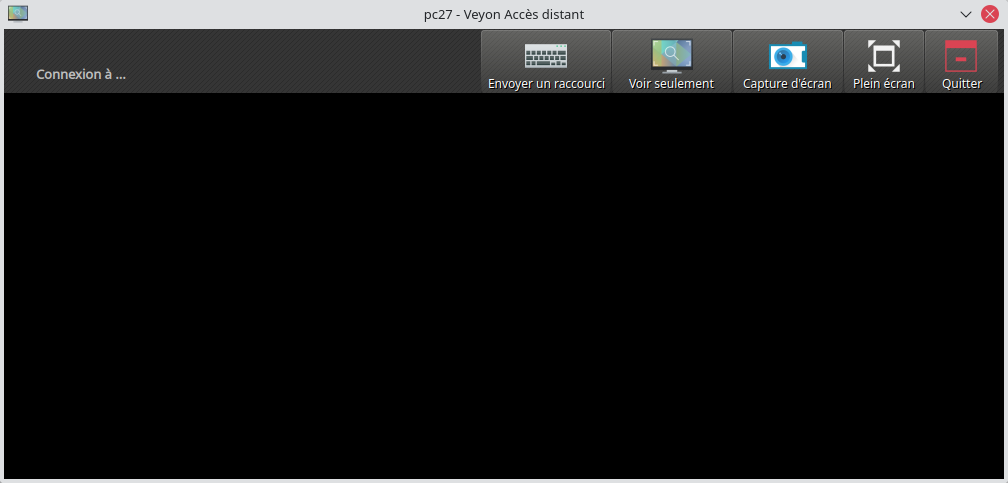 pc27 - Veyon Accès distant
Connexion à ...
Envoyer un raccourci
Voir seulement
Capture d'écran
Plein écran
Quitter